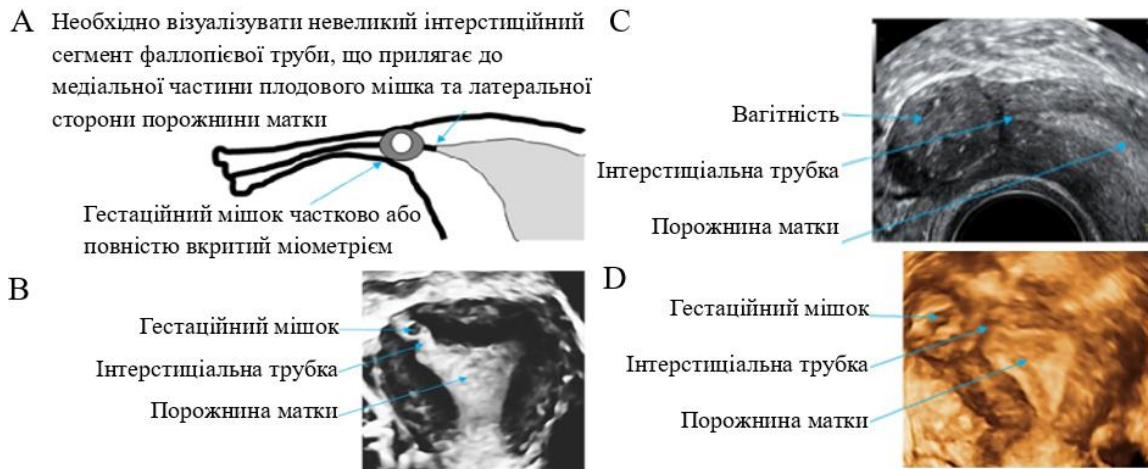 A
Необхідно візуалізувати невеликий інтерстиційний
сегмент фаллопієвої труби, що прилягає до
медіальної частини плодового мішка та латеральної
сторони порожнини матки
Гестаційний мішок частково або
повністю вкритий міометрієм
B
Гестаційний мішок
Інтерстиціальна трубка
Порожнина матки
C
Вагітність
Інтерстиціальна трубка
Порожнина матки
D
Гестаційний мішок
Інтерстиціальна трубка
Порожнина матки